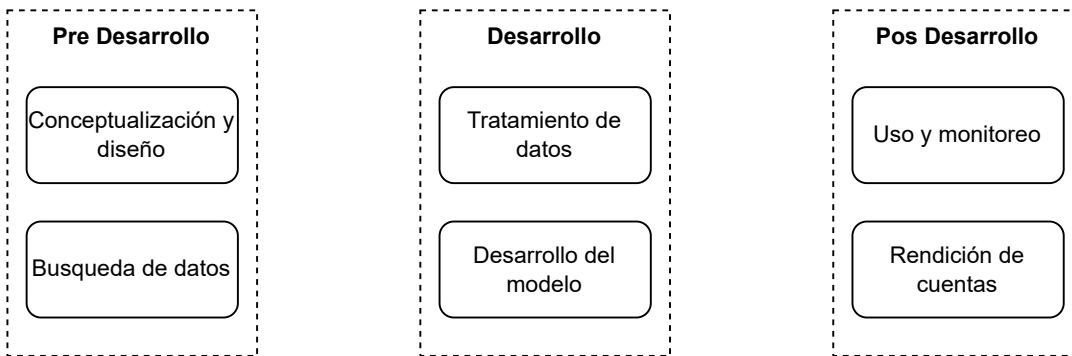 Pre Desarrollo
Conceptualización y
diseño
Busqueda de datos
Desarrollo
Tratamiento de
datos
Desarrollo del
modelo
Pos Desarrollo
Uso y monitoreo
Rendición de
cuentas